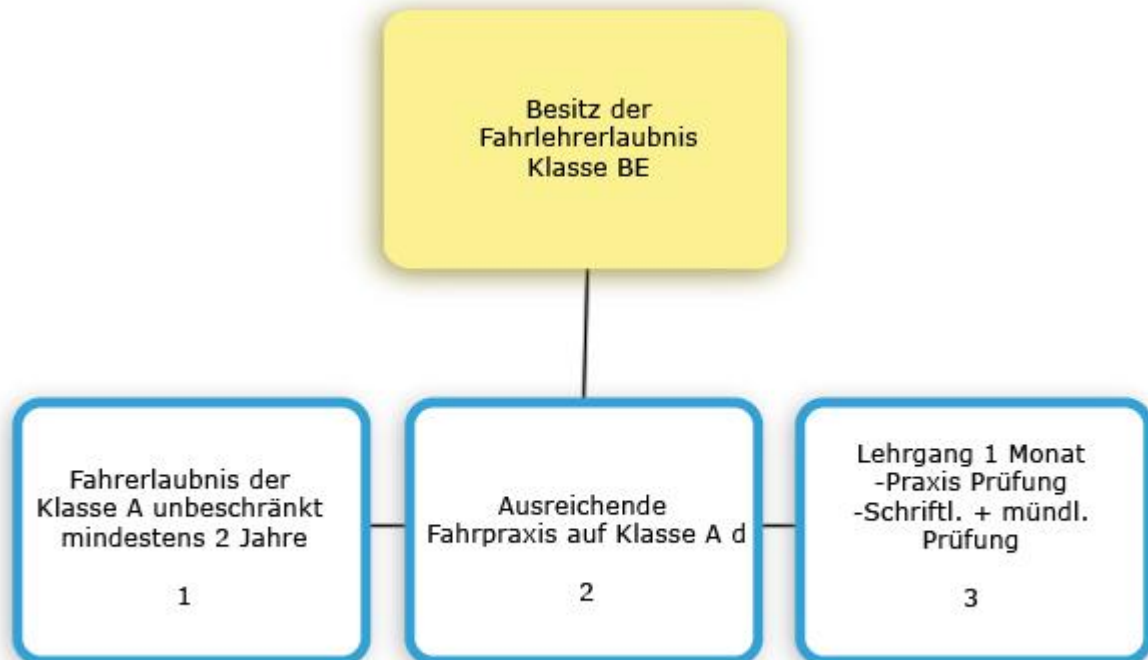 Besitz der
Fahrlehrerlaubnis
Klasse BE
Fahrerlaubnis der
Klasse A unbeschränkt
mindestens 2 Jahre
1
Ausreichende
Fahrpraxis auf Klasse A d
2
Lehrgang 1 Monat
-Praxis Prüfung
-Schriftl. + mündl.
Prüfung
3